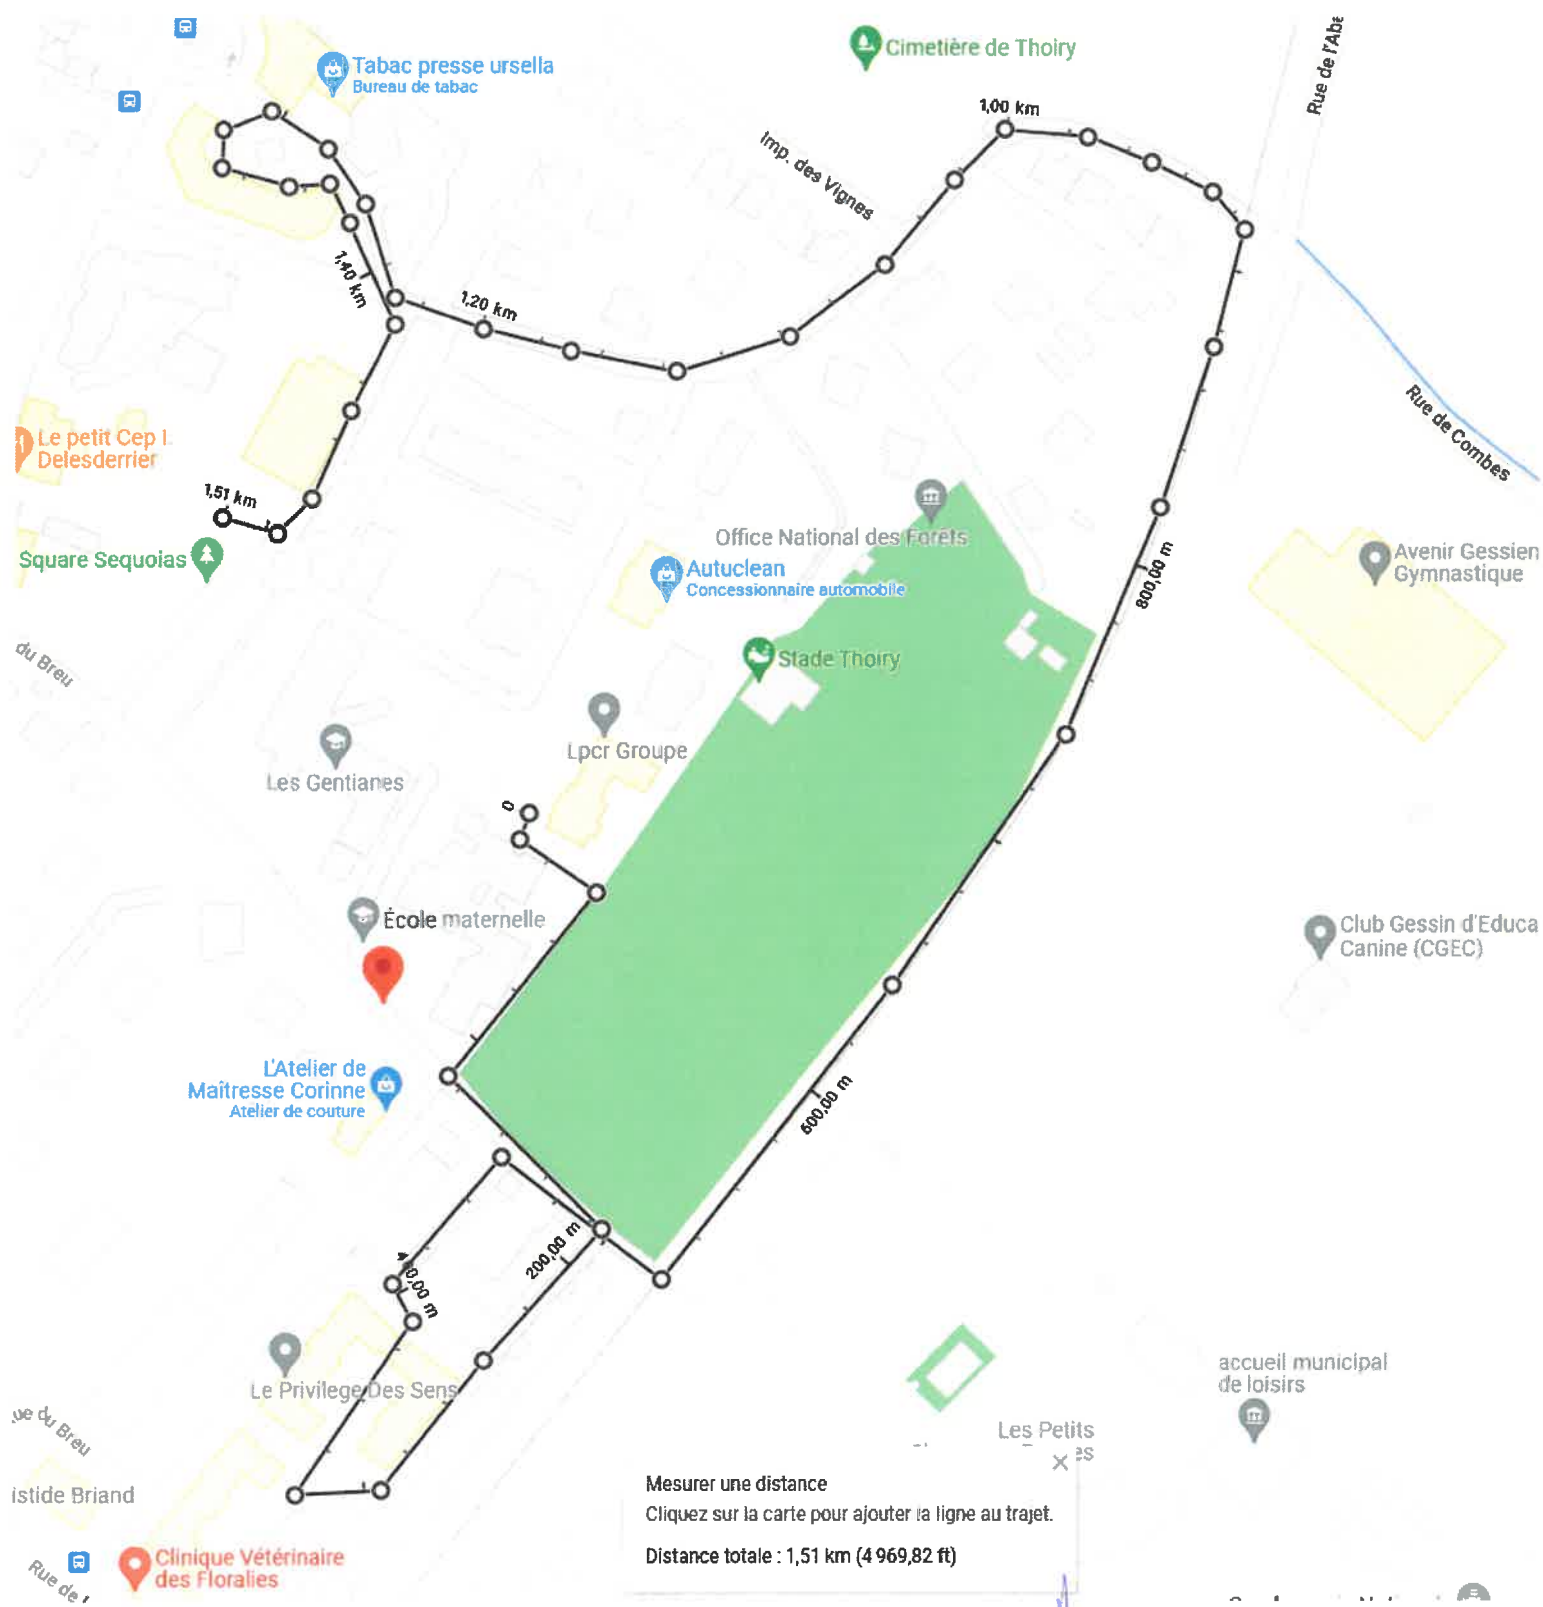 Tabac presse ursella
Bureau de tabac
Cimetière de Thoiry
Rue de l'Abe
1,00 km
Imp. des Vignes
1,40 km
1,20 km
Le petit Cep I.
Delesderrier
Rue de Combes
1,51 km
Office National des Forêts
Square Sequoias
Autuclean
Concessionnaire automobile
Avenir Gessien
Gymnastique
800,00 m
du Breu
Stade Thoiry
Lpcr Groupe
Les Gentianes
0
École maternelle
Club Gessin d'Educa
Canine (CGEC)
L'Atelier de
Maîtresse Corinne
Atelier de couture
600,00 m
200,00 m
Le Privilege Des Sens
accueil municipal
de loisirs
ue du Breu
Les Petits
istide Briand
Mesurer une distance
Cliquez sur la carte pour ajouter la ligne au trajet.
Distance totale : 1,51 km (4 969,82 ft)
Clinique Vétérinaire
des Floralies
Rue de